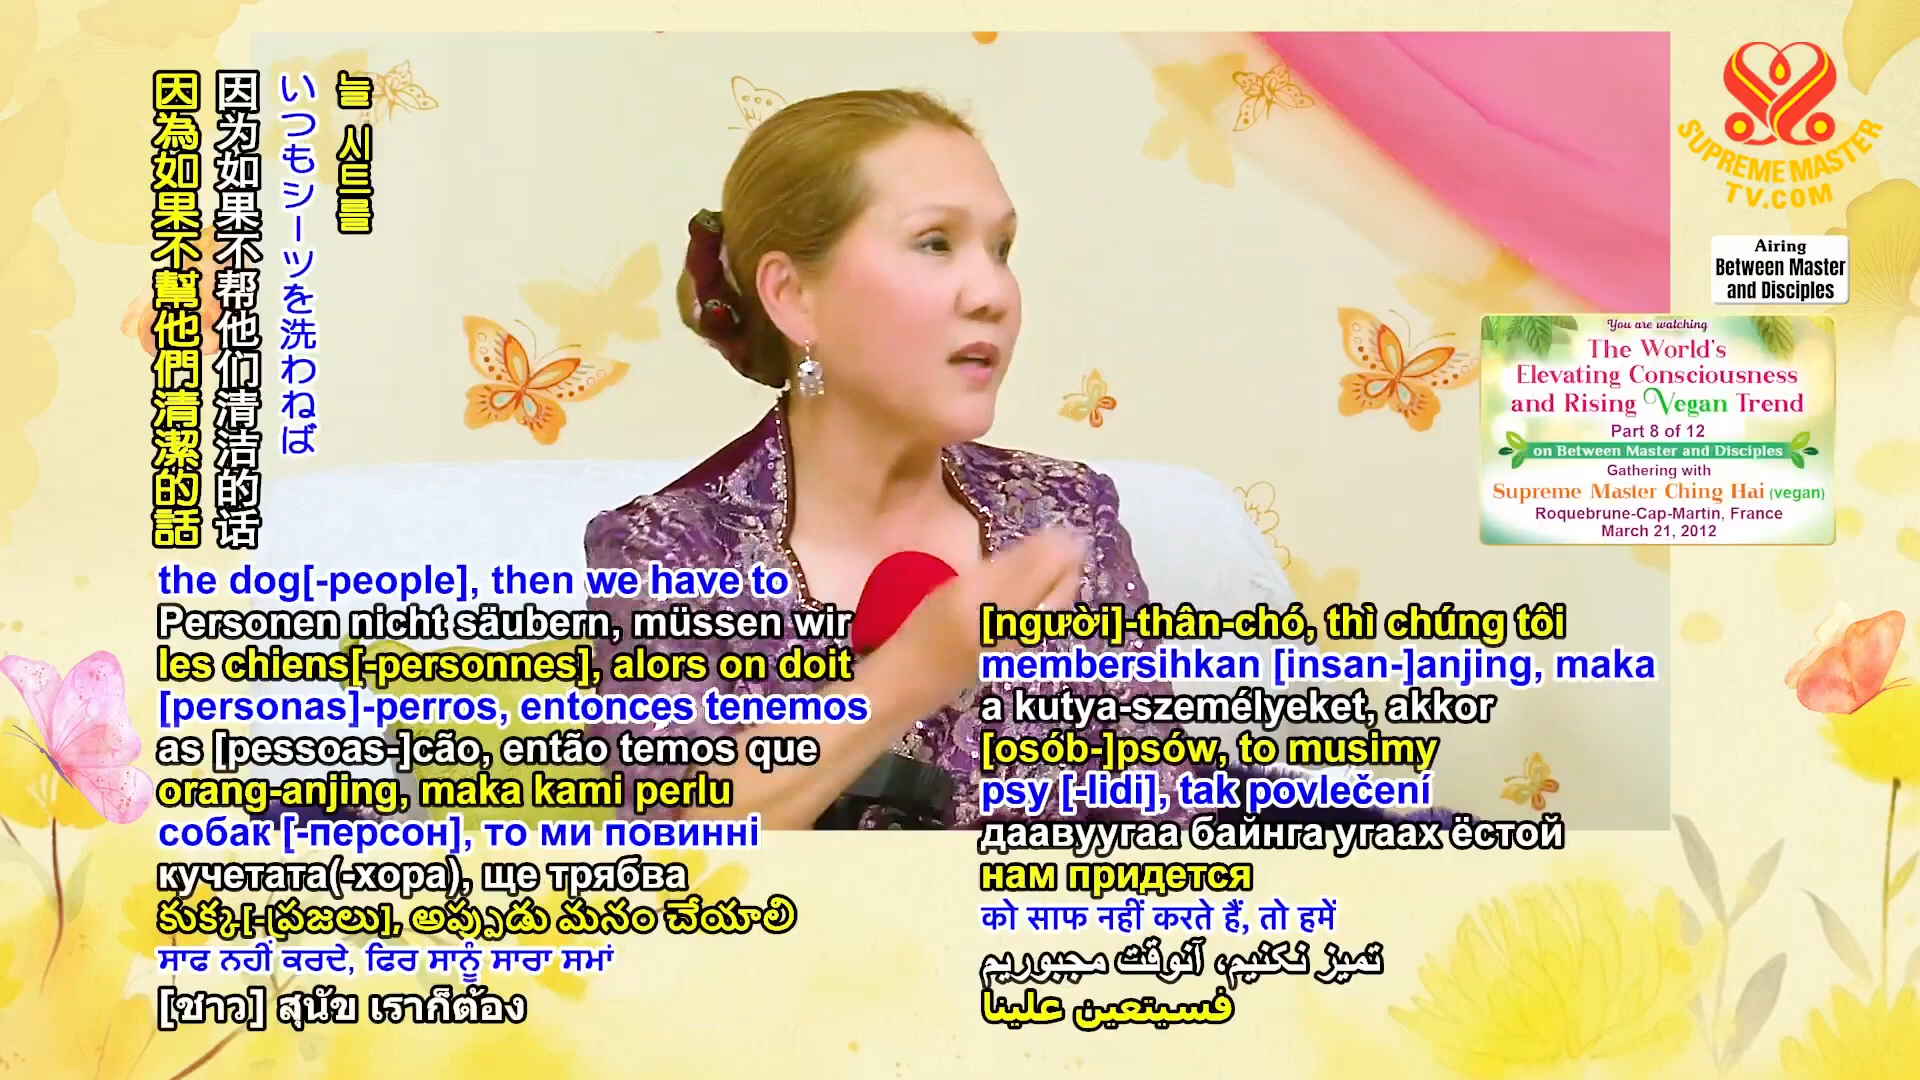 因為如果不幫他們清潔的話
因为如果不帮他们清洁的话
いつもシーツを洗わねば
늘 시트를
the dog[-people], then we have to
Personen nicht säubern, müssen wir
les chiens[-personnes], alors on doit
[personas]-perros, entonces tenemos
as [pessoas-]cão, então temos que
orang-anjing, maka kami perlu
собак [-персон], то ми повинні
кучетата(-хора), ще трябва
కుక్క[-[ప్రజలు], అప్పుడు మనం చేయాలి
ਸਾਫ ਨਹੀਂ ਕਰਦੇ, ਫਿਰ ਸਾਨੂੰ ਸਾਰਾ ਸਮਾਂ
[ชาว] สุนัข เราก็ต้อง
[người]-thân-chó, thì chúng tôi
membersihkan [insan-]anjing, maka
a kutya-személyeket, akkor
[osób-]psów, to musimy
psy [-lidi], tak povlečení
даавуугаа байнга угаах ёстой
нам придется
को साफ नहीं करते हैं, तो हमें
تمیز نکنیم، آنوقت مجبوریم
فسيتعين علينا
SUPREME MASTER
TV.COM
Airing
Between Master
and Disciples
You are watching
The World's
Elevating Consciousness
and Rising Vegan Trend
Part 8 of 12
on Between Master and Disciples
Gathering with
Supreme Master Ching Hai (vegan)
Roquebrune-Cap-Martin, France
March 21, 2012